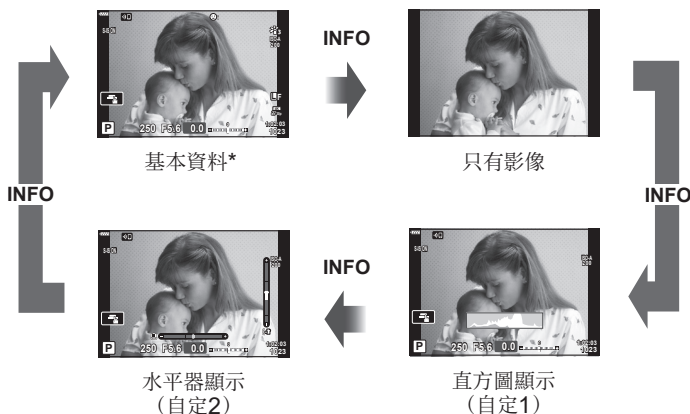 INFO
基本資料*
只有影像
INFO
INFO
INFO
水平器顯示
（自定2）
直方圖顯示
（自定1）
P 250 F5.6 0.0
P 250 F5.6 0.0
P 250 F5.6 0.0